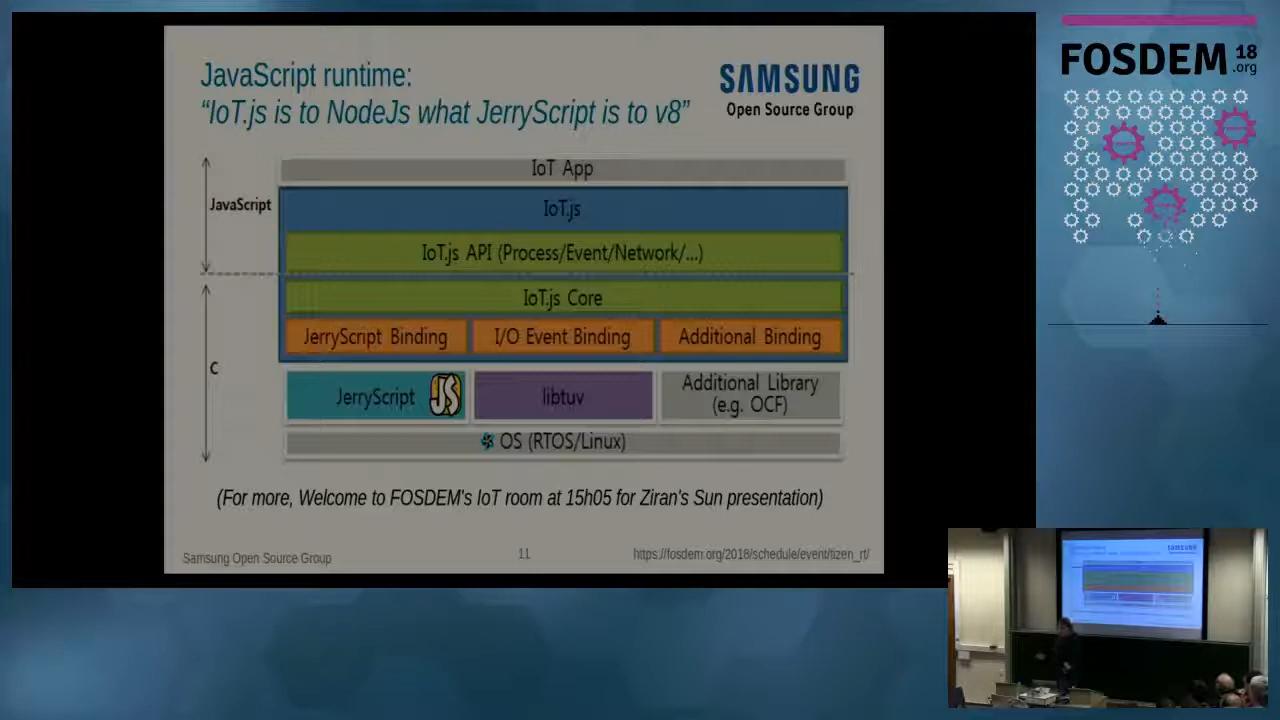 JavaScript runtime:
“IoT.js is to NodeJs what JerryScript is to v8”
SAMSUNG
Open Source Group
IoT App
JavaScript
IoT.js
IoT.js API (Process/Event/Network/...)
IoT.js Core
JerryScript Binding
I/O Event Binding
Additional Binding
C
JerryScript
JS
libtuv
Additional Library
(e.g. OCF)
OS (RTOS/Linux)
(For more, Welcome to FOSDEM's IoT room at 15h05 for Ziran's Sun presentation)
Samsung Open Source Group
11
https://fosdem.org/2018/schedule/event/tizen_rt/
FOSDEM 18
.org
SAMSUNG